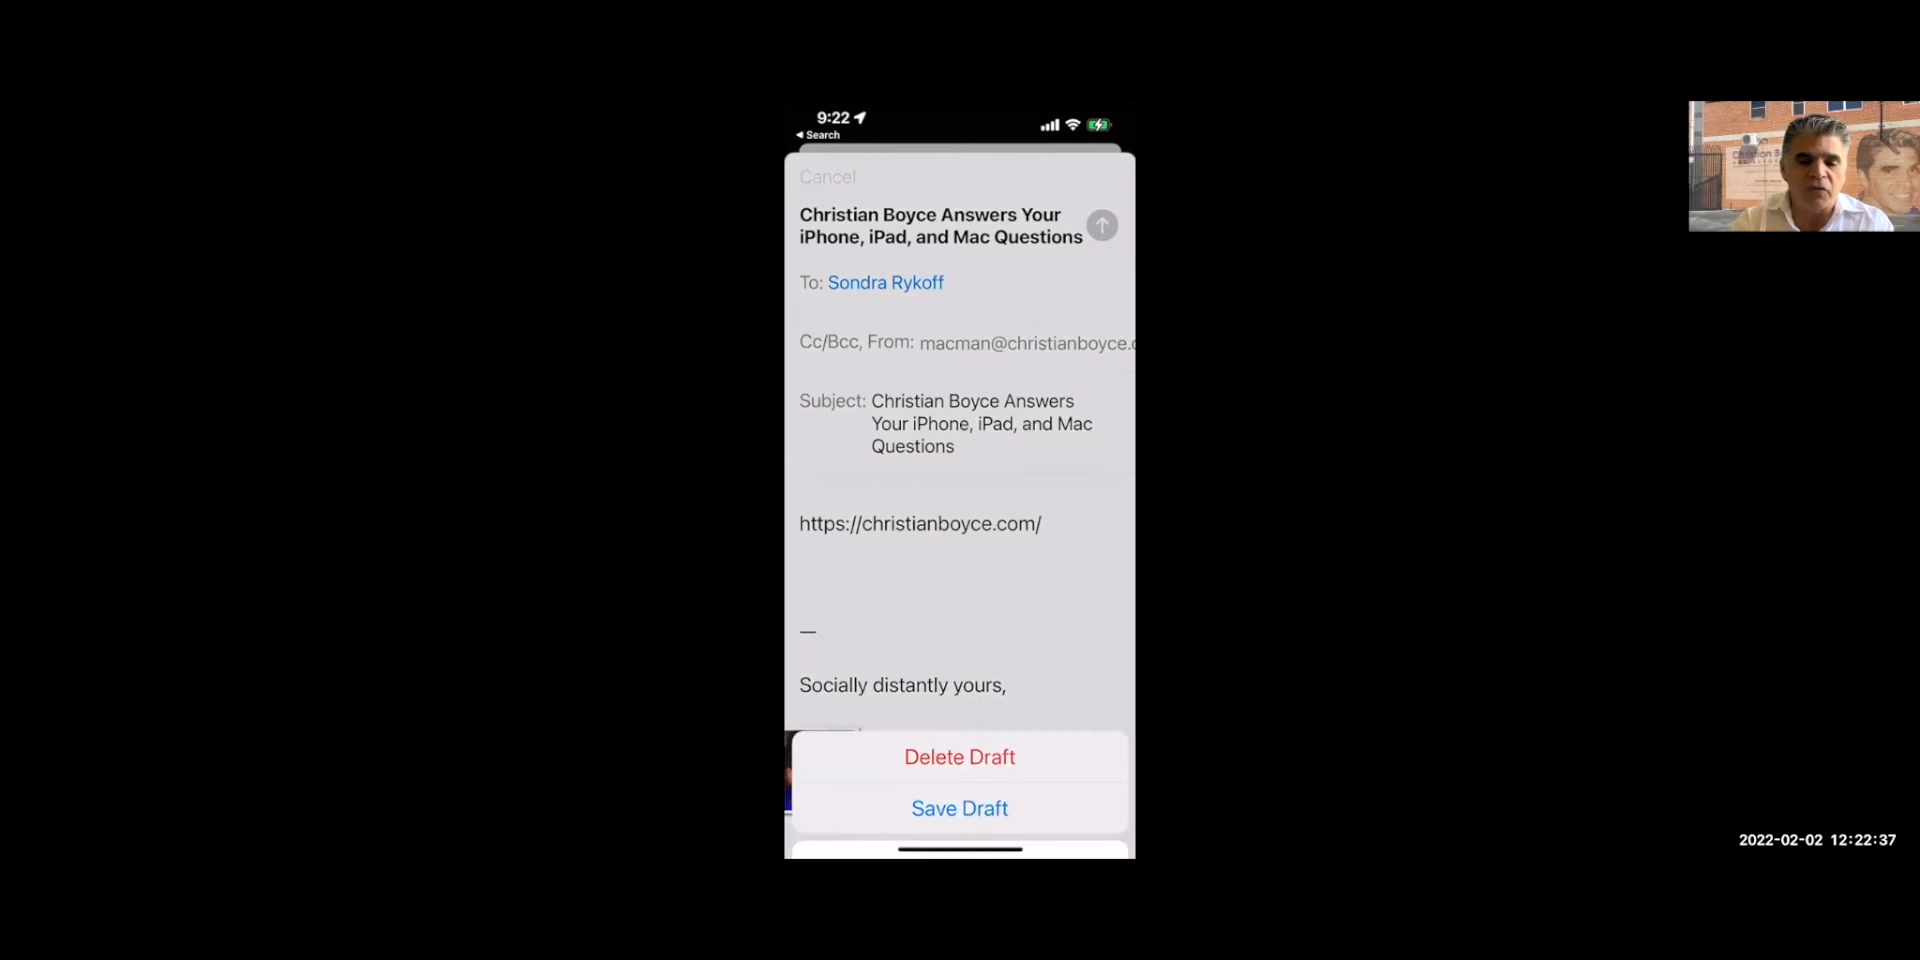 9:22
Search
Cancel
Christian Boyce Answers Your
iPhone, iPad, and Mac Questions
To: Sondra Rykoff
Cc/Bcc, From: macman@christianboyce.
Subject: Christian Boyce Answers
Your iPhone, iPad, and Mac
Questions
https://christianboyce.com/
—
Socially distantly yours,
Delete Draft
Save Draft
2022-02-02 12:22:37